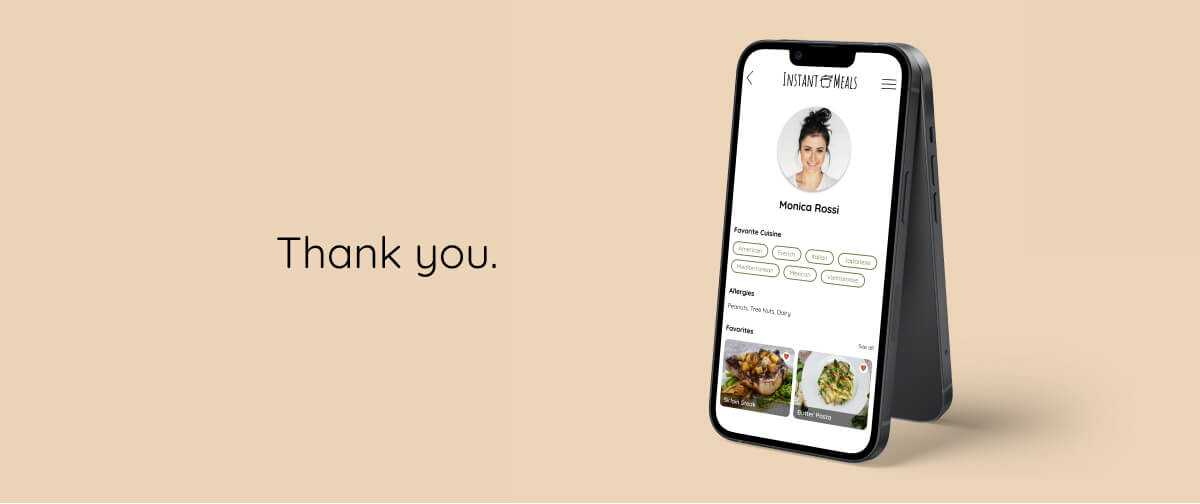 Thank you.
INSTANT MEALS
Monica Rossi
Favorite Cuisine
American French Italian Japanese
Mediterranean Mexican Vietnamese
Allergies
Peanuts, Tree Nuts, Dairy
Favorites
See all
Sirloin Steak
Butter Pasta